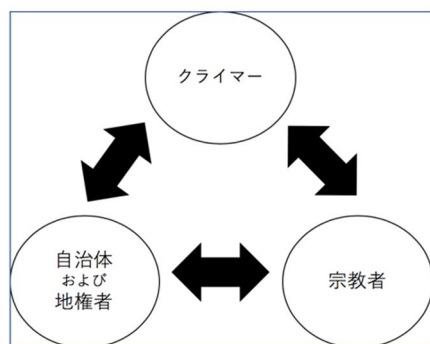 クライマー
自治体
および
地権者
宗教者